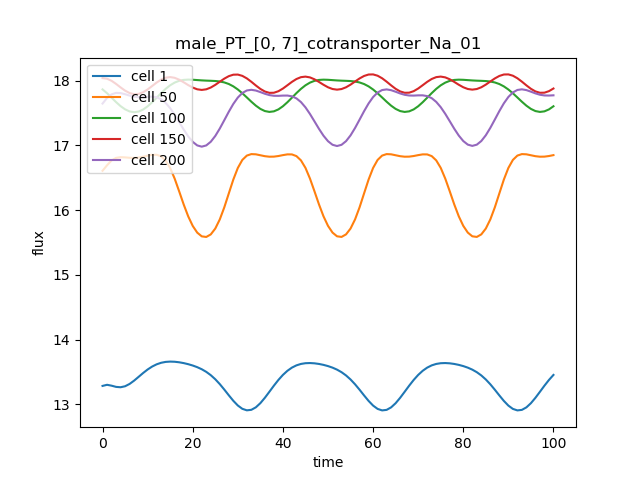 male_PT_[0, 7]_cotransporter_Na_01
18
17
16
15
14
13
flux
cell 1
cell 50
cell 100
cell 150
cell 200
0
20
40
60
80
100
time